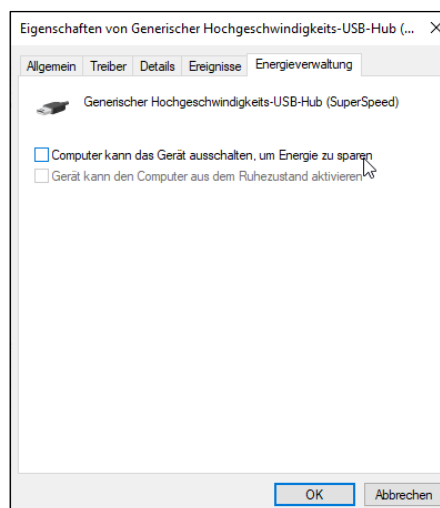 Eigenschaften von Generischer Hochgeschwindigkeits-USB-Hub (...
Allgemein Treiber Details Ereignisse Energieverwaltung
Generischer Hochgeschwindigkeits-USB-Hub (SuperSpeed)
Computer kann das Gerät ausschalten, um Energie zu sparen
Gerät kann den Computer aus dem Ruhezustand aktivieren
OK Abbrechen